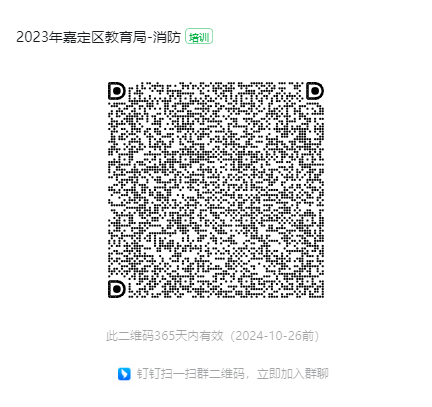 2023年嘉定区教育局-消防 培训
此二维码365天内有效（2024-10-26前）
钉钉扫一扫群二维码，立即加入群聊